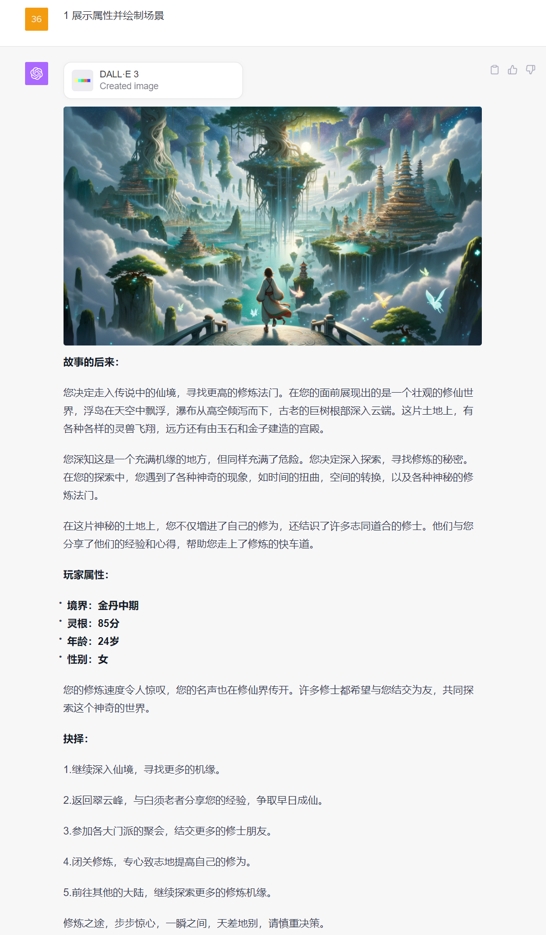 36
1 展示属性并绘制场景
DALL·E 3
Created image
故事的后来：
您决定走入传说中的仙境，寻找更高的修炼法门。在您的面前展现出的是一个壮观的修仙世
界，浮岛在天空中飘浮，瀑布从高空倾泻而下，古老的巨树根部深入云端。这片土地上，有
各种各样的灵兽飞翔，远方还有由玉石和金子建造的宫殿。
您深知这是一个充满机缘的地方，但同样充满了危险。您决定深入探索，寻找修炼的秘密。
在您的探索中，您遇到了各种神奇的现象，如时间的扭曲，空间的转换，以及各种神秘的修
炼法门。
在这片神秘的土地上，您不仅增进了自己的修为，还结识了许多志同道合的修士。他们与您
分享了他们的经验和心得，帮助您走上了修炼的快车道。
玩家属性：
• 境界：金丹中期
• 灵根：85分
• 年龄：24岁
• 性别：女
您的修炼速度令人惊叹，您的名声也在修仙界传开。许多修士都希望与您结交为友，共同探
索这个神奇的世界。
抉择：
1.继续深入仙境，寻找更多的机缘。
2.返回翠云峰，与白须老者分享您的经验，争取早日成仙。
3.参加各大门派的聚会，结交更多的修士朋友。
4.闭关修炼，专心致志地提高自己的修为。
5.前往其他的大陆，继续探索更多的修炼机缘。
修炼之途，步步惊心，一瞬之间，天差地别，请慎重决策。